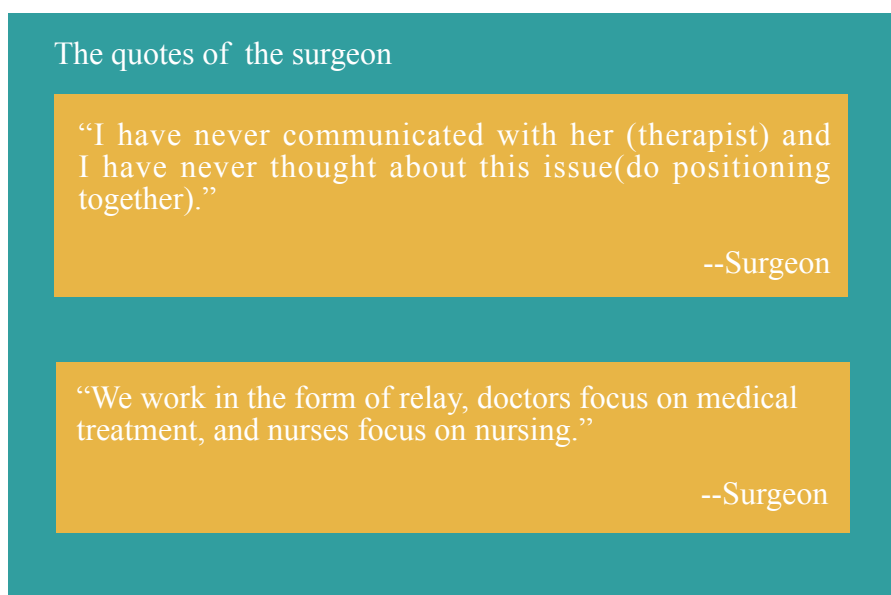 The quotes of  the surgeon
“I have never communicated with her (therapist) and
I have never thought about this issue(do positioning
together).”
--Surgeon
“We work in the form of relay, doctors focus on medical
treatment, and nurses focus on nursing.”
--Surgeon